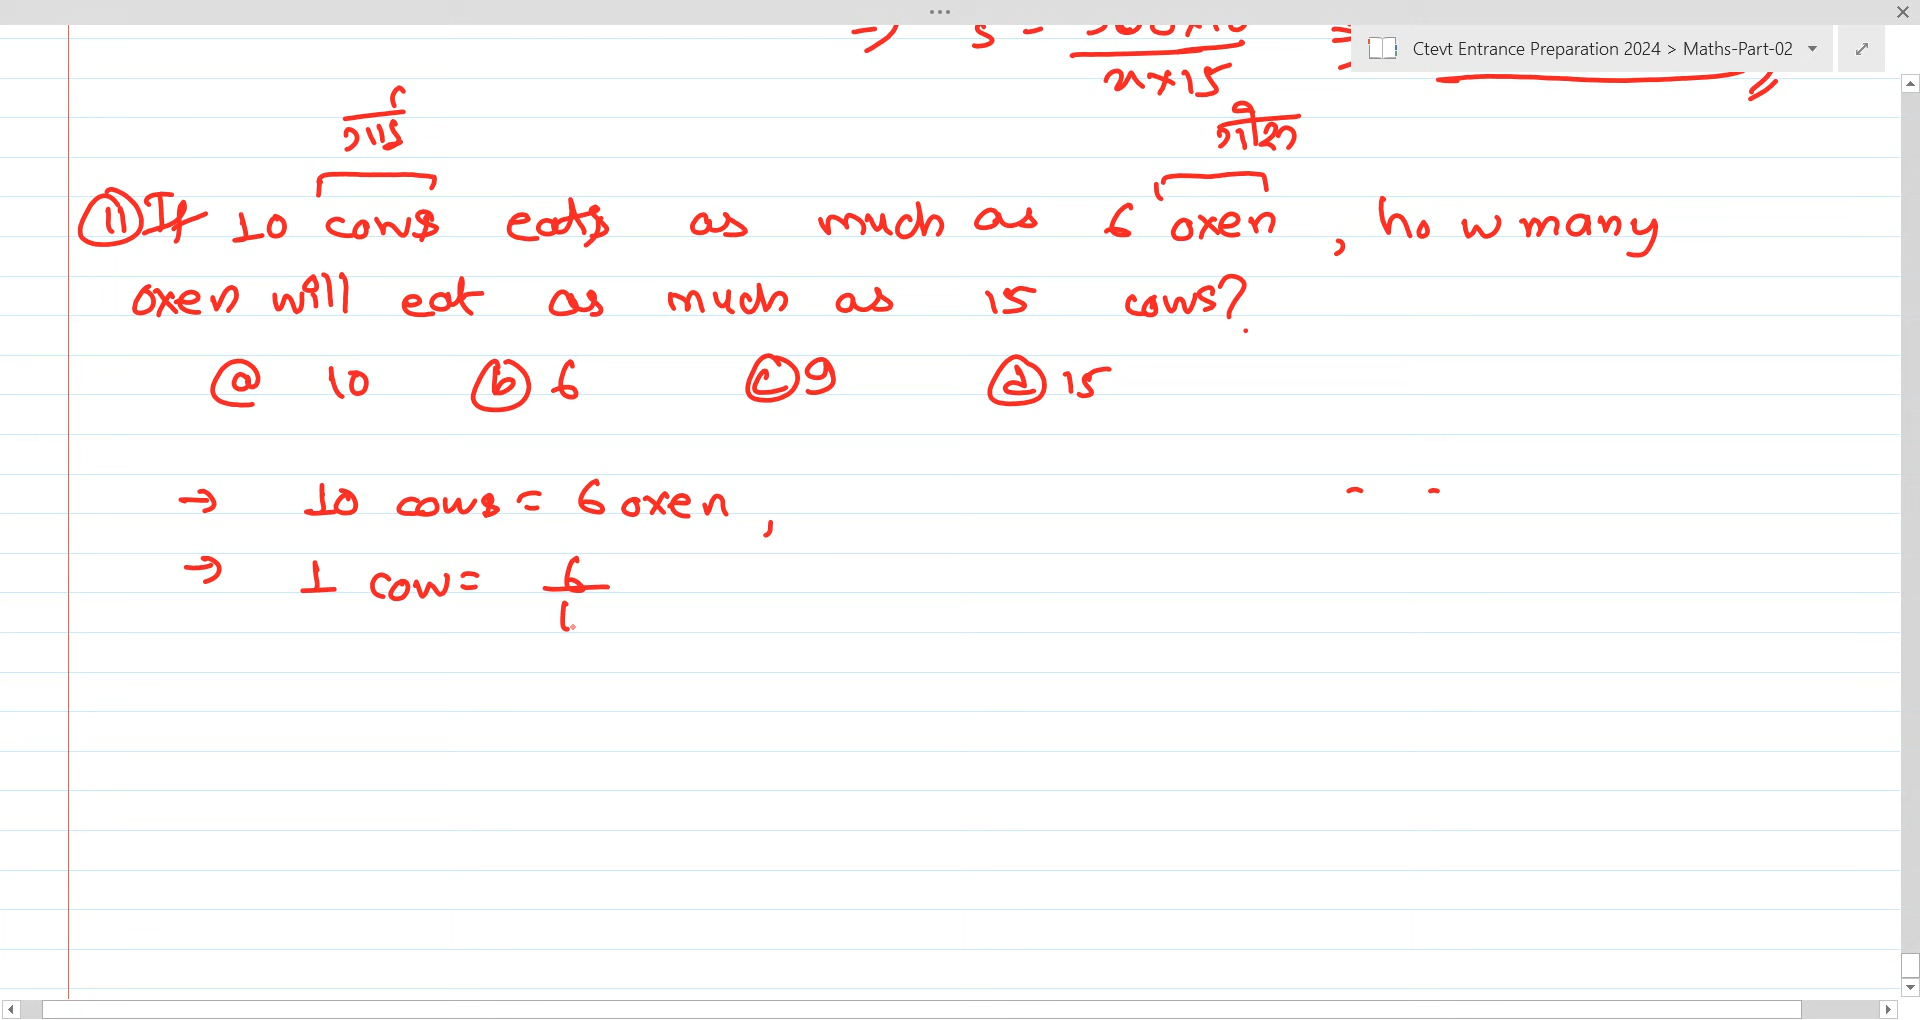 Ctevt Entrance Preparation 2024 > Maths-Part-02
x × 15
गाई गोरु
(11) If 10 cows eats as much as 6 oxen, how many
oxen will eat as much as 15 cows?
(a) 10 (b) 6 (c) 9 (d) 15
→ 10 cows = 6 oxen,
→ 1 cow = 6/1